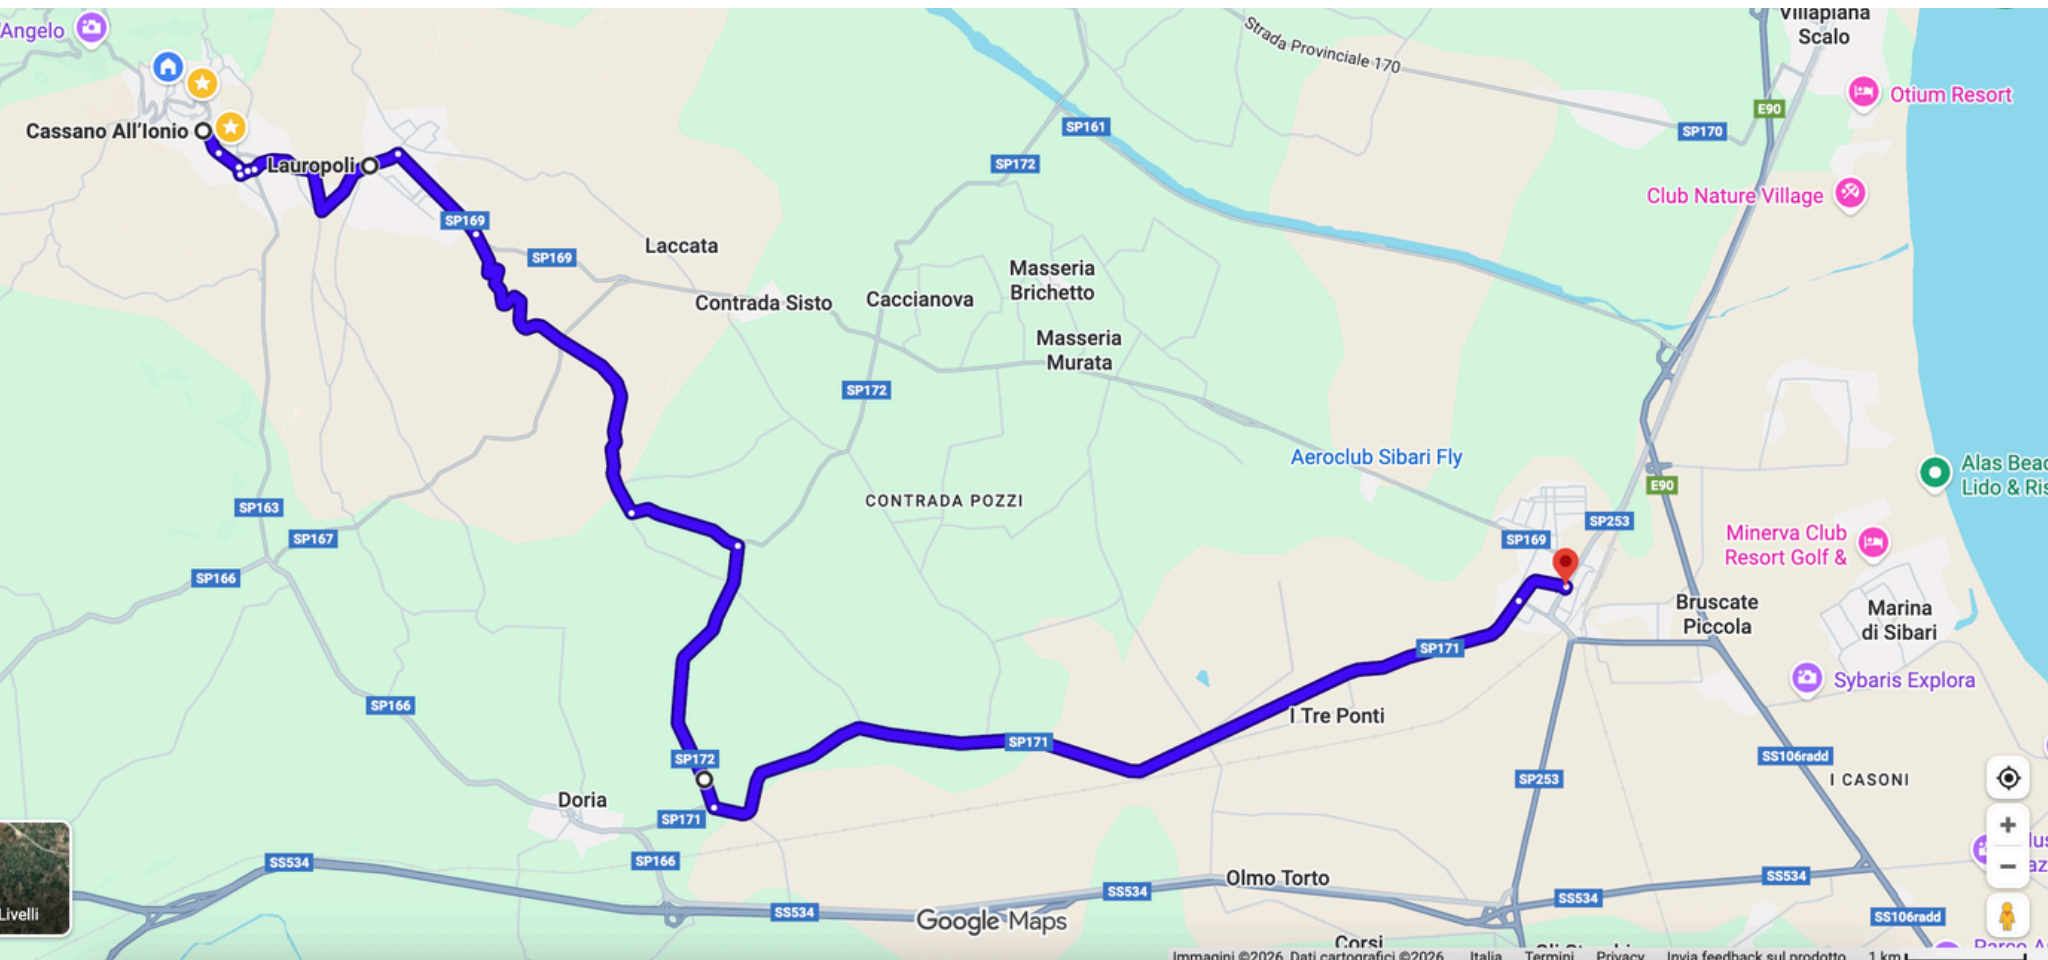 Angelo
Villapiana
Scalo
Strada Provinciale 170
E90
Otium Resort
Cassano All'Ionio
SP161
SP170
Lauropoli
SP172
Club Nature Village
SP169
Laccata
SP169
Masseria
Brichetto
Contrada Sisto
Caccianova
Masseria
Murata
SP172
Aeroclub Sibari Fly
Alas
Lido &
E90
CONTRADA POZZI
SP163
SP253
SP167
SP169
Minerva Club
Resort Golf &
SP166
Bruscate
Piccola
Marina
di Sibari
SP171
Sybaris Explora
SP166
I Tre Ponti
SP171
SP172
SS106radd
SP253
I CASONI
Doria
SP171
SP166
SS534
Olmo Torto
SS534
SS534
SS534
SS534
Livelli
SS106radd
Google Maps
Corsi
Parco
Immagini ©2026, Dati cartografici ©2026 Italia Termini Privacy Invia feedback sul prodotto 1 km